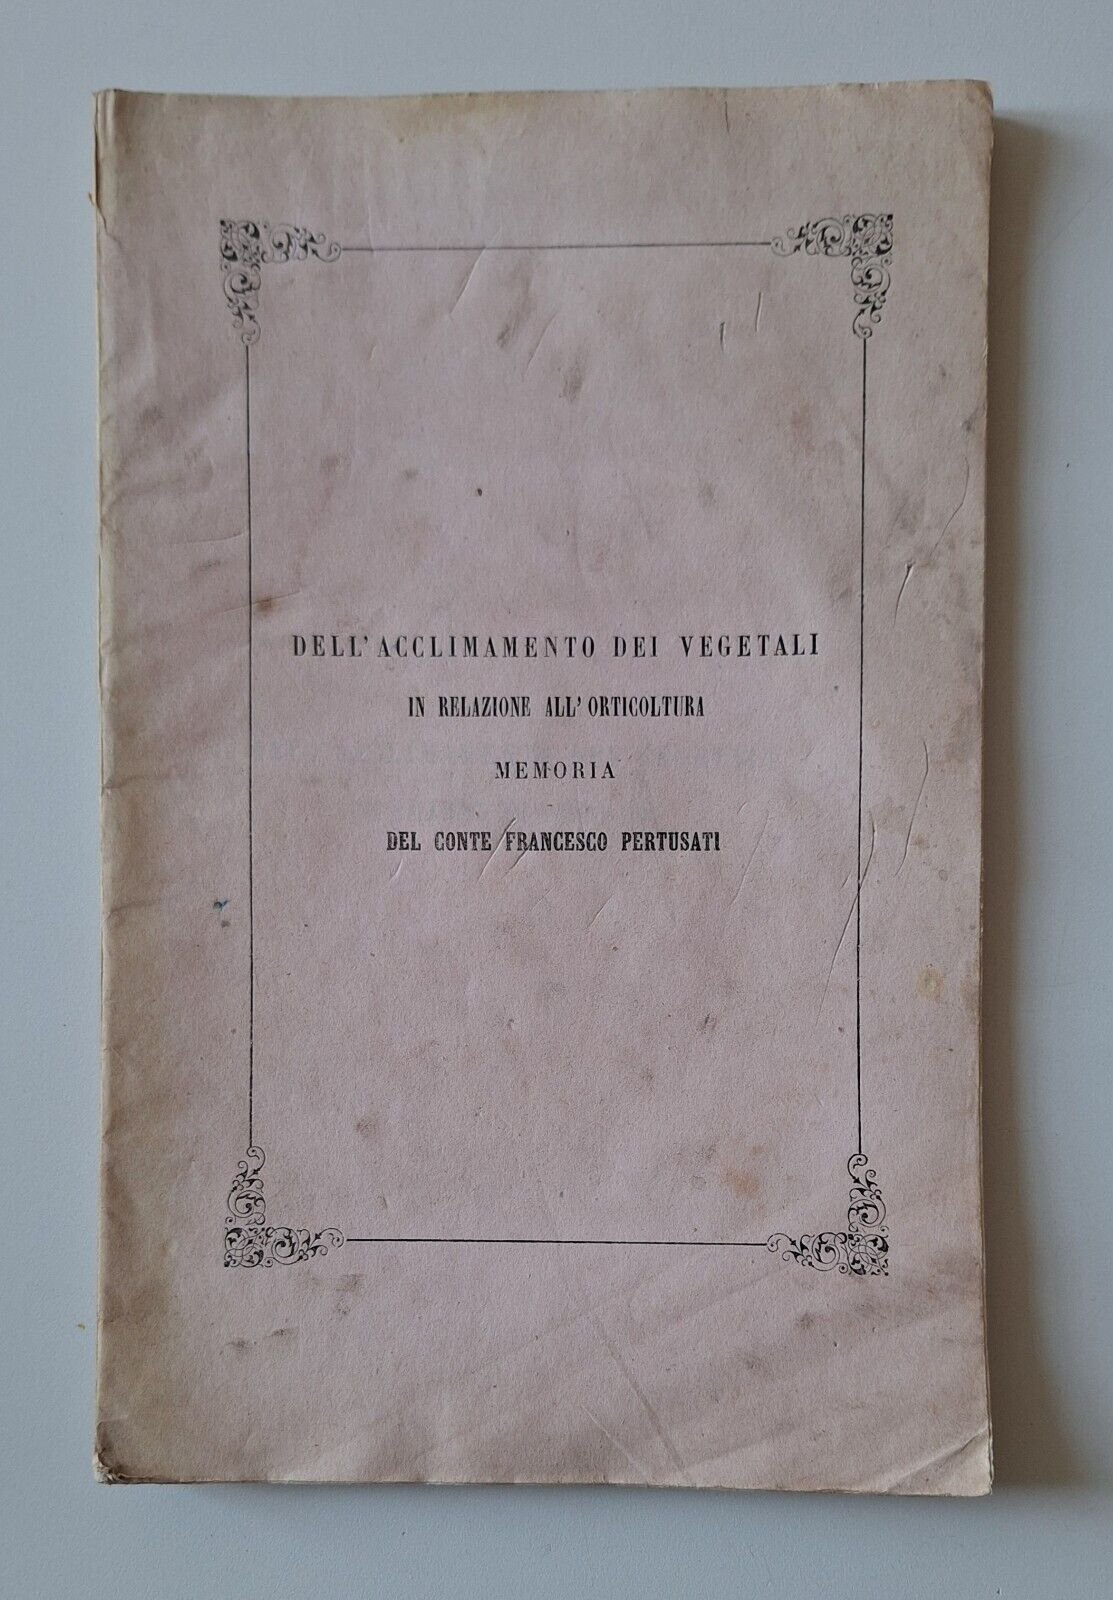 DELL'ACCLIMAMENTO DEI VEGETALI
IN RELAZIONE ALL'ORTICOLTURA
MEMORIA
DEL CONTE FRANCESCO PERTUSATI